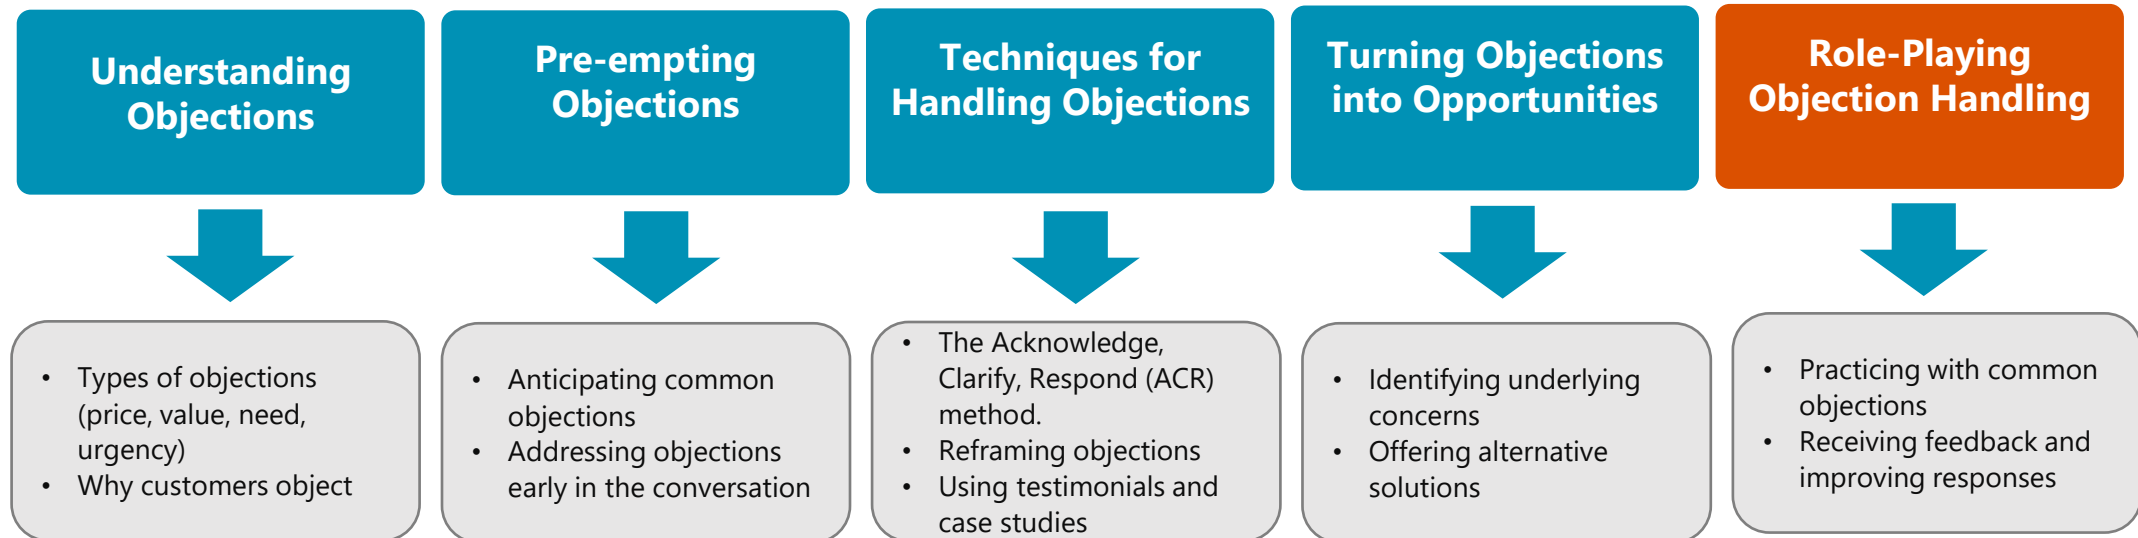 Understanding
Objections
Pre-empting
Objections
Techniques for
Handling Objections
Turning Objections
into Opportunities
Role-Playing
Objection Handling
• Types of objections
(price, value, need,
urgency)
• Why customers object
• Anticipating common
objections
• Addressing objections
early in the conversation
• The Acknowledge,
Clarify, Respond (ACR)
method.
• Reframing objections
• Using testimonials and
case studies
• Identifying underlying
concerns
• Offering alternative
solutions
• Practicing with common
objections
• Receiving feedback and
improving responses